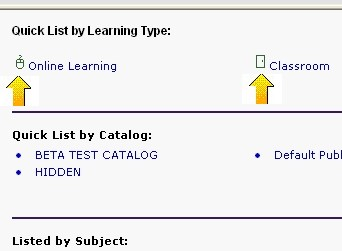 Quick List by Learning Type:
Online Learning Classroom
Quick List by Catalog:
BETA TEST CATALOG Default Publ
HIDDEN
Listed by Subject: